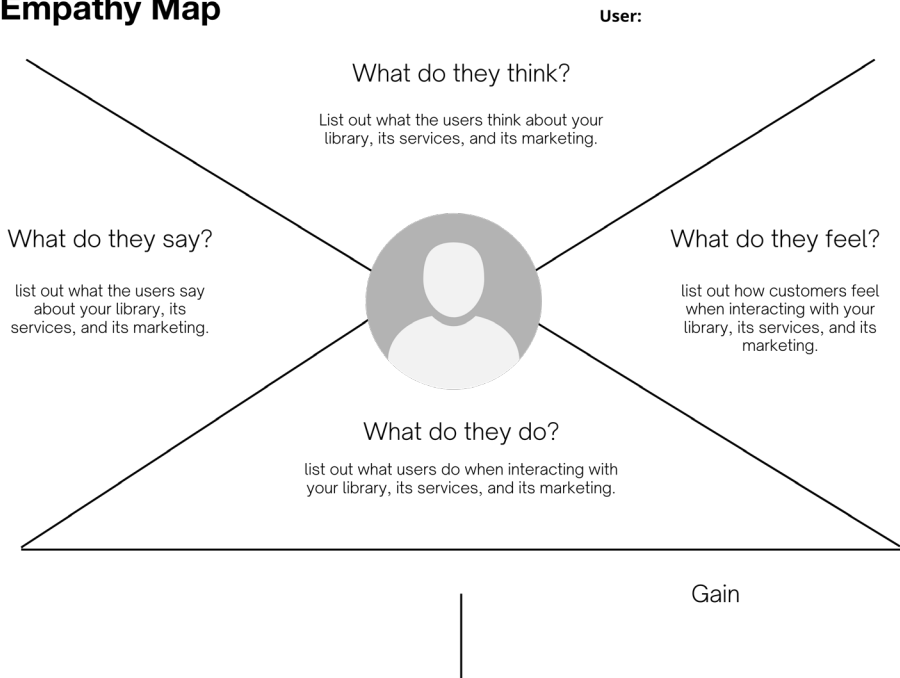 Empathy Map
User:
What do they think?
List out what the users think about your
library, its services, and its marketing.
What do they say?
list out what the users say
about your library, its
services, and its marketing.
What do they feel?
list out how customers feel
when interacting with your
library, its services, and its
marketing.
What do they do?
list out what users do when interacting with
your library, its services, and its marketing.
Gain